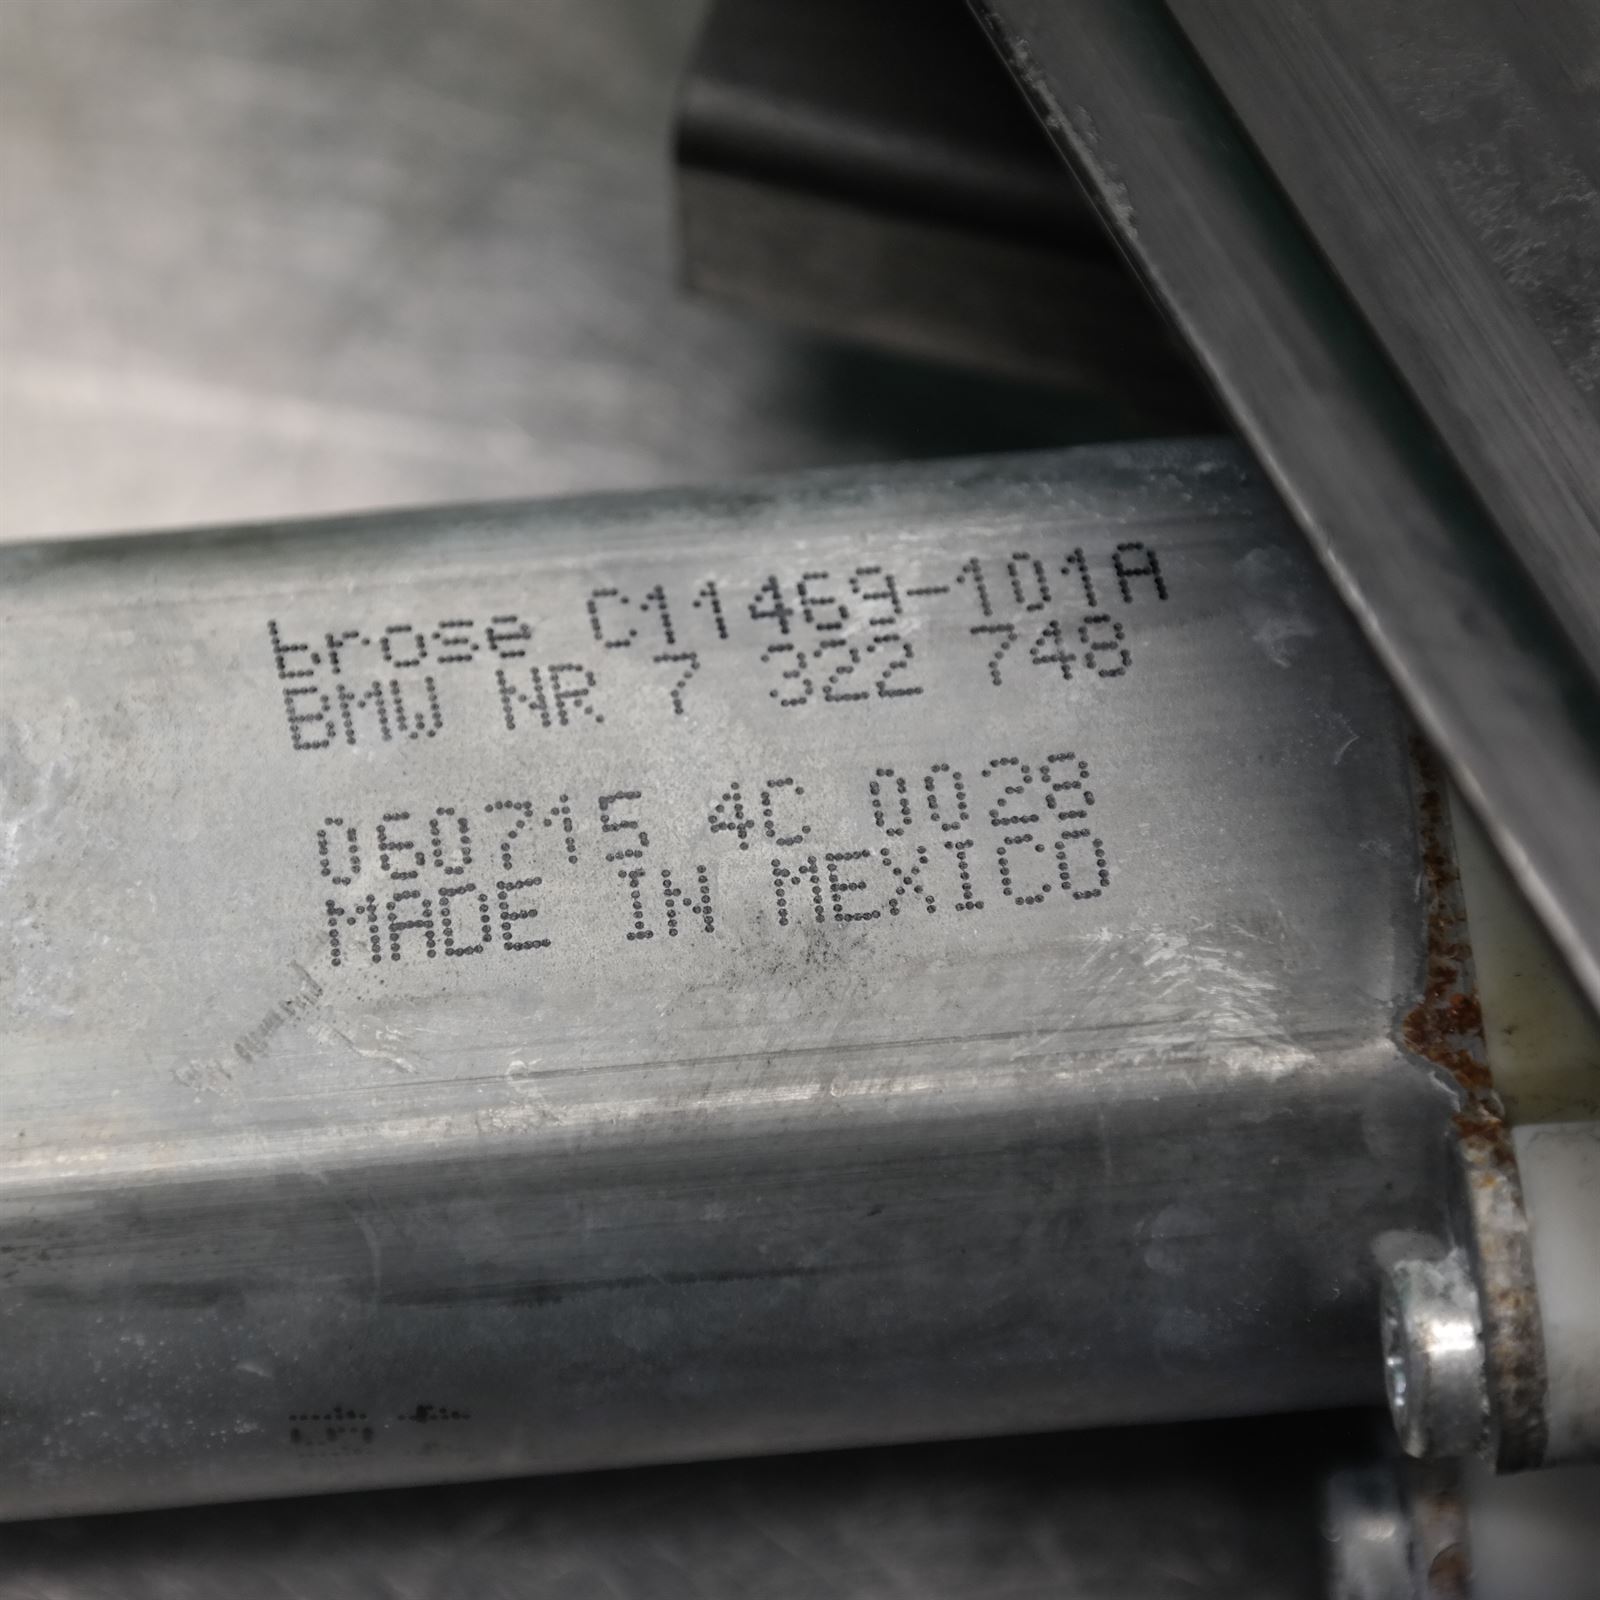 brose C11469-101A
BMW NR 7 322 748
060715 4C 0028
MADE IN MEXICO